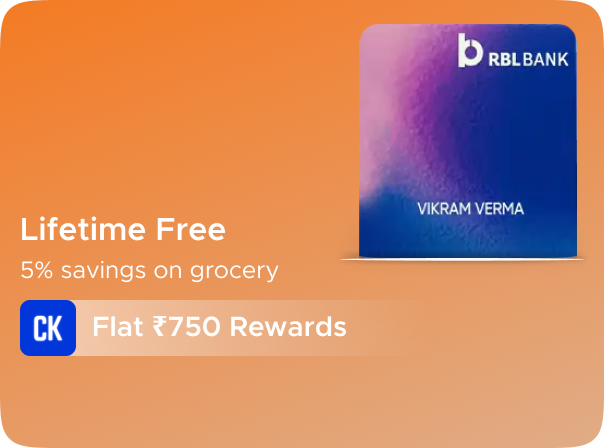 RBL BANK
VIKRAM VERMA
Lifetime Free
5% savings on grocery
CK
Flat ₹750 Rewards